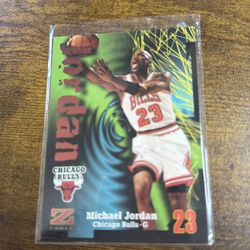 Jordan
BULLS
23
CHICAGO
BULLS
Z
Michael Jordan
Chicago Bulls-G
23